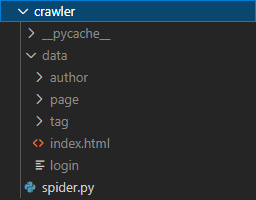 crawler
__pycache__
data
author
page
tag
index.html
login
spider.py